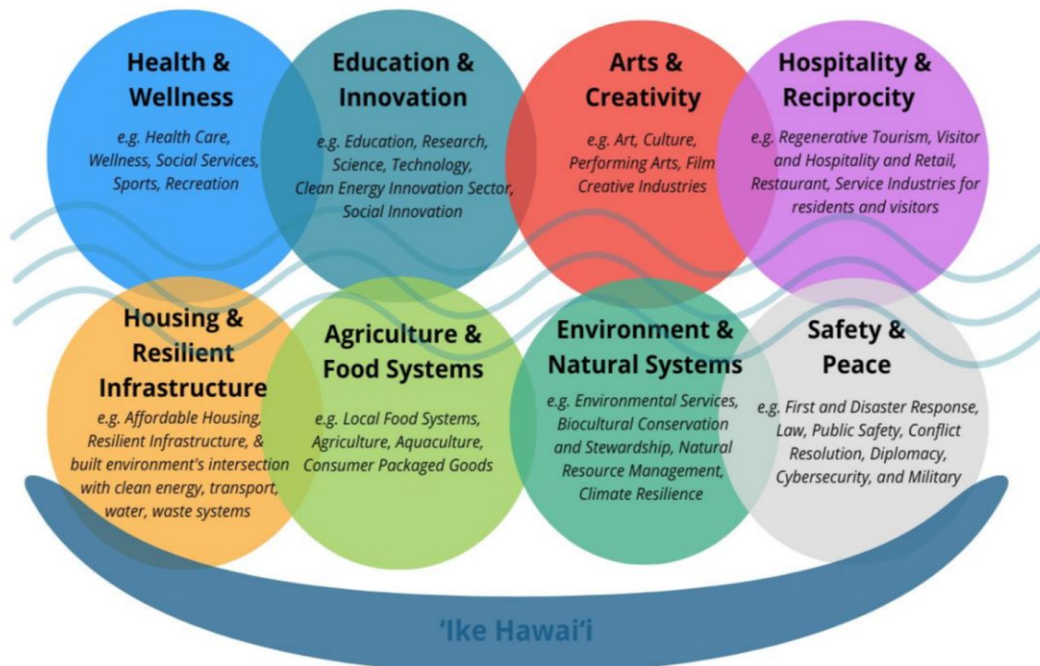 Health &
Wellness
e.g. Health Care,
Wellness, Social Services,
Sports, Recreation
Education &
Innovation
e.g. Education, Research,
Science, Technology,
Clean Energy Innovation Sector,
Social Innovation
Arts &
Creativity
e.g. Art, Culture,
Performing Arts, Film
Creative Industries
Hospitality &
Reciprocity
e.g. Regenerative Tourism, Visitor
and Hospitality and Retail,
Restaurant, Service Industries for
residents and visitors
Housing &
Resilient
Infrastructure
e.g. Affordable Housing,
Resilient Infrastructure, &
built environment's intersection
with clean energy, transport,
water, waste systems
Agriculture &
Food Systems
e.g. Local Food Systems,
Agriculture, Aquaculture,
Consumer Packaged Goods
Environment &
Natural Systems
e.g. Environmental Services,
Biocultural Conservation
and Stewardship, Natural
Resource Management,
Climate Resilience
Safety &
Peace
e.g. First and Disaster Response,
Law, Public Safety, Conflict
Resolution, Diplomacy,
Cybersecurity, and Military
‘Ike Hawai‘i